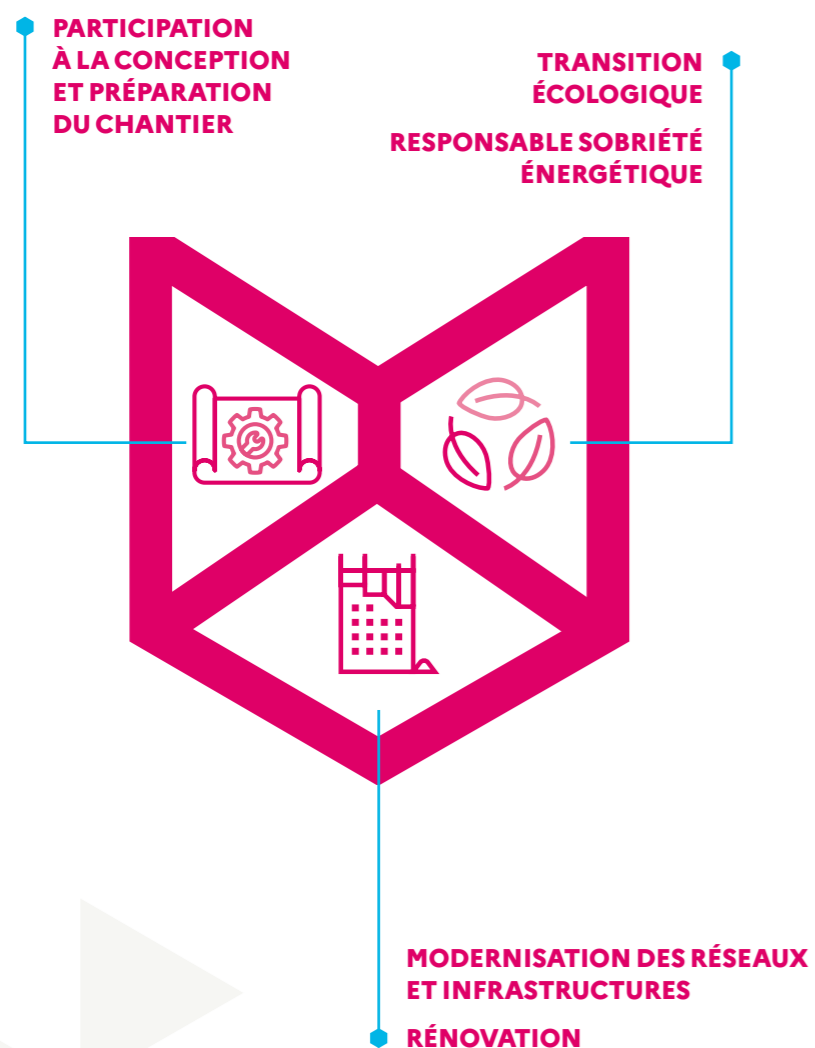 PARTICIPATION
À LA CONCEPTION
ET PRÉPARATION
DU CHANTIER
TRANSITION
ÉCOLOGIQUE
RESPONSABLE SOBRIÉTÉ
ÉNERGÉTIQUE
MODERNISATION DES RÉSEAUX
ET INFRASTRUCTURES
RÉNOVATION